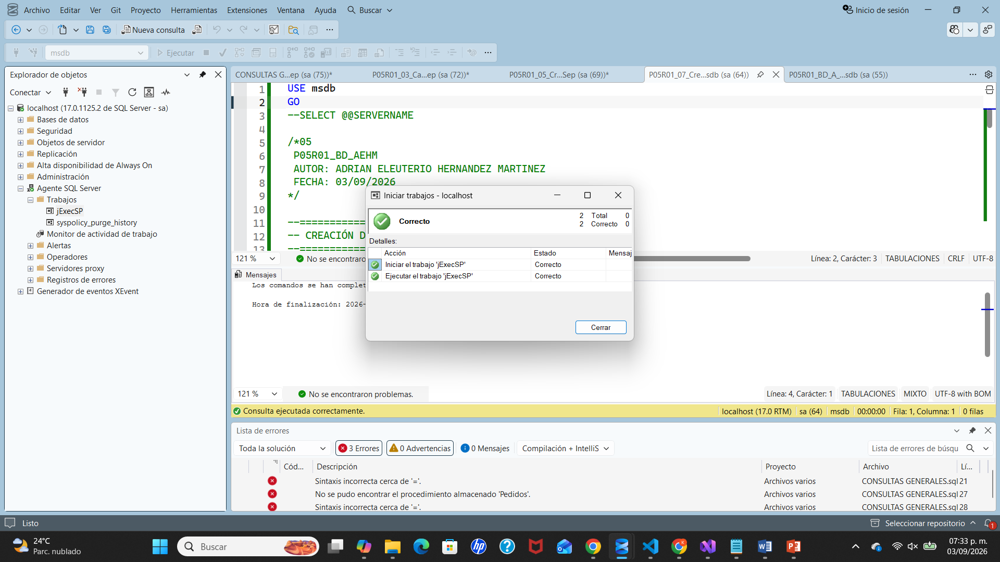 Archivo Editar Ver Git Proyecto Herramientas Extensiones Ventana Ayuda Buscar Inicio de sesión
Nueva consulta
msdb Ejecutar
Explorador de objetos
Conectar
localhost (17.0.1125.2 de SQL Server - sa)
Bases de datos
Seguridad
Objetos de servidor
Replicación
Alta disponibilidad de Always On
Administración
Agente SQL Server
Trabajos
jExecSP
syspolicy_purge_history
Monitor de actividad de trabajo
Alertas
Operadores
Servidores proxy
Registros de errores
Generador de eventos XEvent
CONSULTAS G...ep (sa (75))* P05R01_03_Ca...ep (sa (72))* P05R01_05_Cr...Sep (sa (69))* P05R01_07_Cre...sdb (sa (64)) P05R01_BD_A_...sdb (sa (55))
1 USE msdb
2 GO
3 --SELECT @@SERVERNAME
4
5 /*05
6 P05R01_BD_AEHM
7 AUTOR: ADRIAN ELEUTERIO HERNANDEZ MARTINEZ
8 FECHA: 03/09/2026
9 */
10
11 --===========
12 -- CREACIÓN D
13 --===========
121 % No se encontraro Línea: 2, Carácter: 3 TABULACIONES CRLF UTF-8
Mensajes
Los comandos se han complet
Hora de finalización: 2026-
121 % No se encontraron problemas. Línea: 4, Carácter: 1 TABULACIONES MIXTO UTF-8 with BOM
Consulta ejecutada correctamente. localhost (17.0 RTM) sa (64) msdb 00:00:00 Fila: 1, Columna: 1 0 filas
Iniciar trabajos - localhost
Correcto
2 Total 0
2 Correcto 0
Detalles:
Acción Estado Mensaj
Iniciar el trabajo 'jExecSP' Correcto
Ejecutar el trabajo 'jExecSP' Correcto
Cerrar
Lista de errores
Toda la solución 3 Errores 0 Advertencias 0 Mensajes Compilación + IntelliS Lista de errores de búsqu
Cód... Descripción Proyecto Archivo Lí...
Sintaxis incorrecta cerca de '='. Archivos varios CONSULTAS GENERALES.sql 21
No se pudo encontrar el procedimiento almacenado 'Pedidos'. Archivos varios CONSULTAS GENERALES.sql 27
Sintaxis incorrecta cerca de '='. Archivos varios CONSULTAS GENERALES.sql 28
Listo Seleccionar repositorio 1
24°C
Parc. nublado
Buscar
hp
07:33 p. m.
03/09/2026